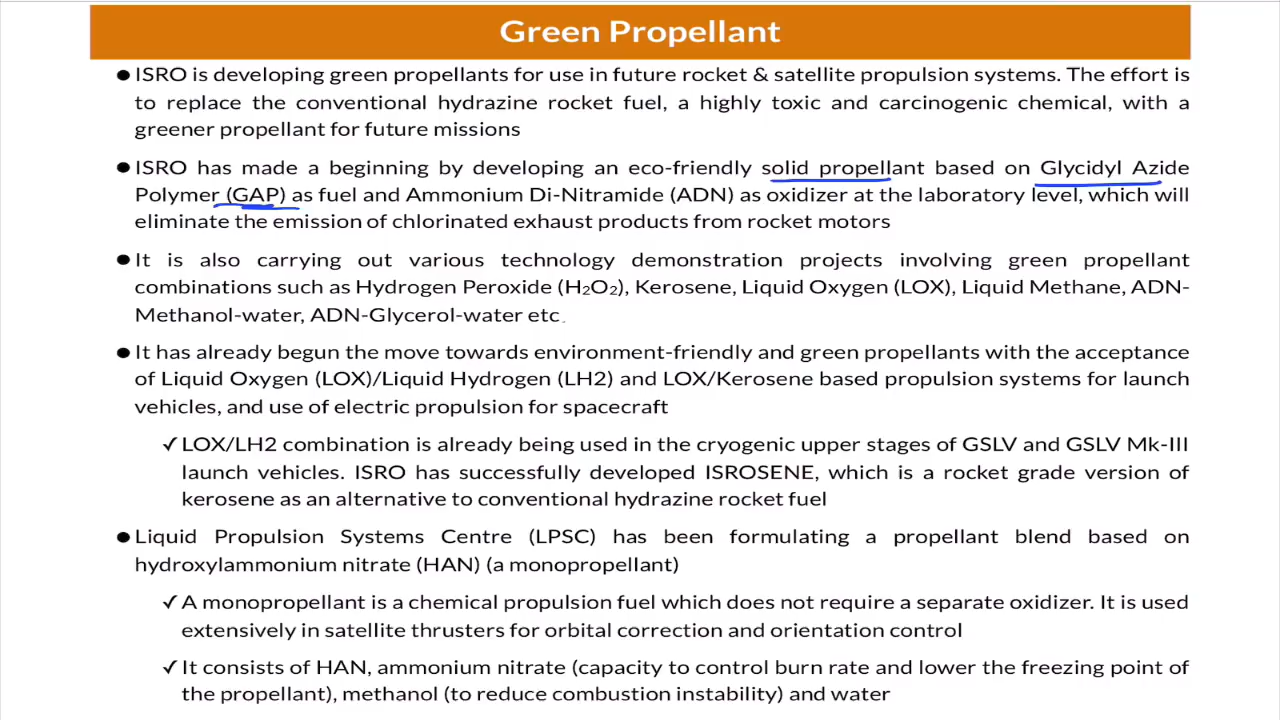 Green Propellant
● ISRO is developing green propellants for use in future rocket & satellite propulsion systems. The effort is
to replace the conventional hydrazine rocket fuel, a highly toxic and carcinogenic chemical, with a
greener propellant for future missions
● ISRO has made a beginning by developing an eco-friendly solid propellant based on Glycidyl Azide
Polymer (GAP) as fuel and Ammonium Di-Nitramide (ADN) as oxidizer at the laboratory level, which will
eliminate the emission of chlorinated exhaust products from rocket motors
● It is also carrying out various technology demonstration projects involving green propellant
combinations such as Hydrogen Peroxide (H₂O₂), Kerosene, Liquid Oxygen (LOX), Liquid Methane, ADN-
Methanol-water, ADN-Glycerol-water etc.
● It has already begun the move towards environment-friendly and green propellants with the acceptance
of Liquid Oxygen (LOX)/Liquid Hydrogen (LH2) and LOX/Kerosene based propulsion systems for launch
vehicles, and use of electric propulsion for spacecraft
✓ LOX/LH2 combination is already being used in the cryogenic upper stages of GSLV and GSLV Mk-III
launch vehicles. ISRO has successfully developed ISROSENE, which is a rocket grade version of
kerosene as an alternative to conventional hydrazine rocket fuel
● Liquid Propulsion Systems Centre (LPSC) has been formulating a propellant blend based on
hydroxylammonium nitrate (HAN) (a monopropellant)
✓ A monopropellant is a chemical propulsion fuel which does not require a separate oxidizer. It is used
extensively in satellite thrusters for orbital correction and orientation control
✓ It consists of HAN, ammonium nitrate (capacity to control burn rate and lower the freezing point of
the propellant), methanol (to reduce combustion instability) and water